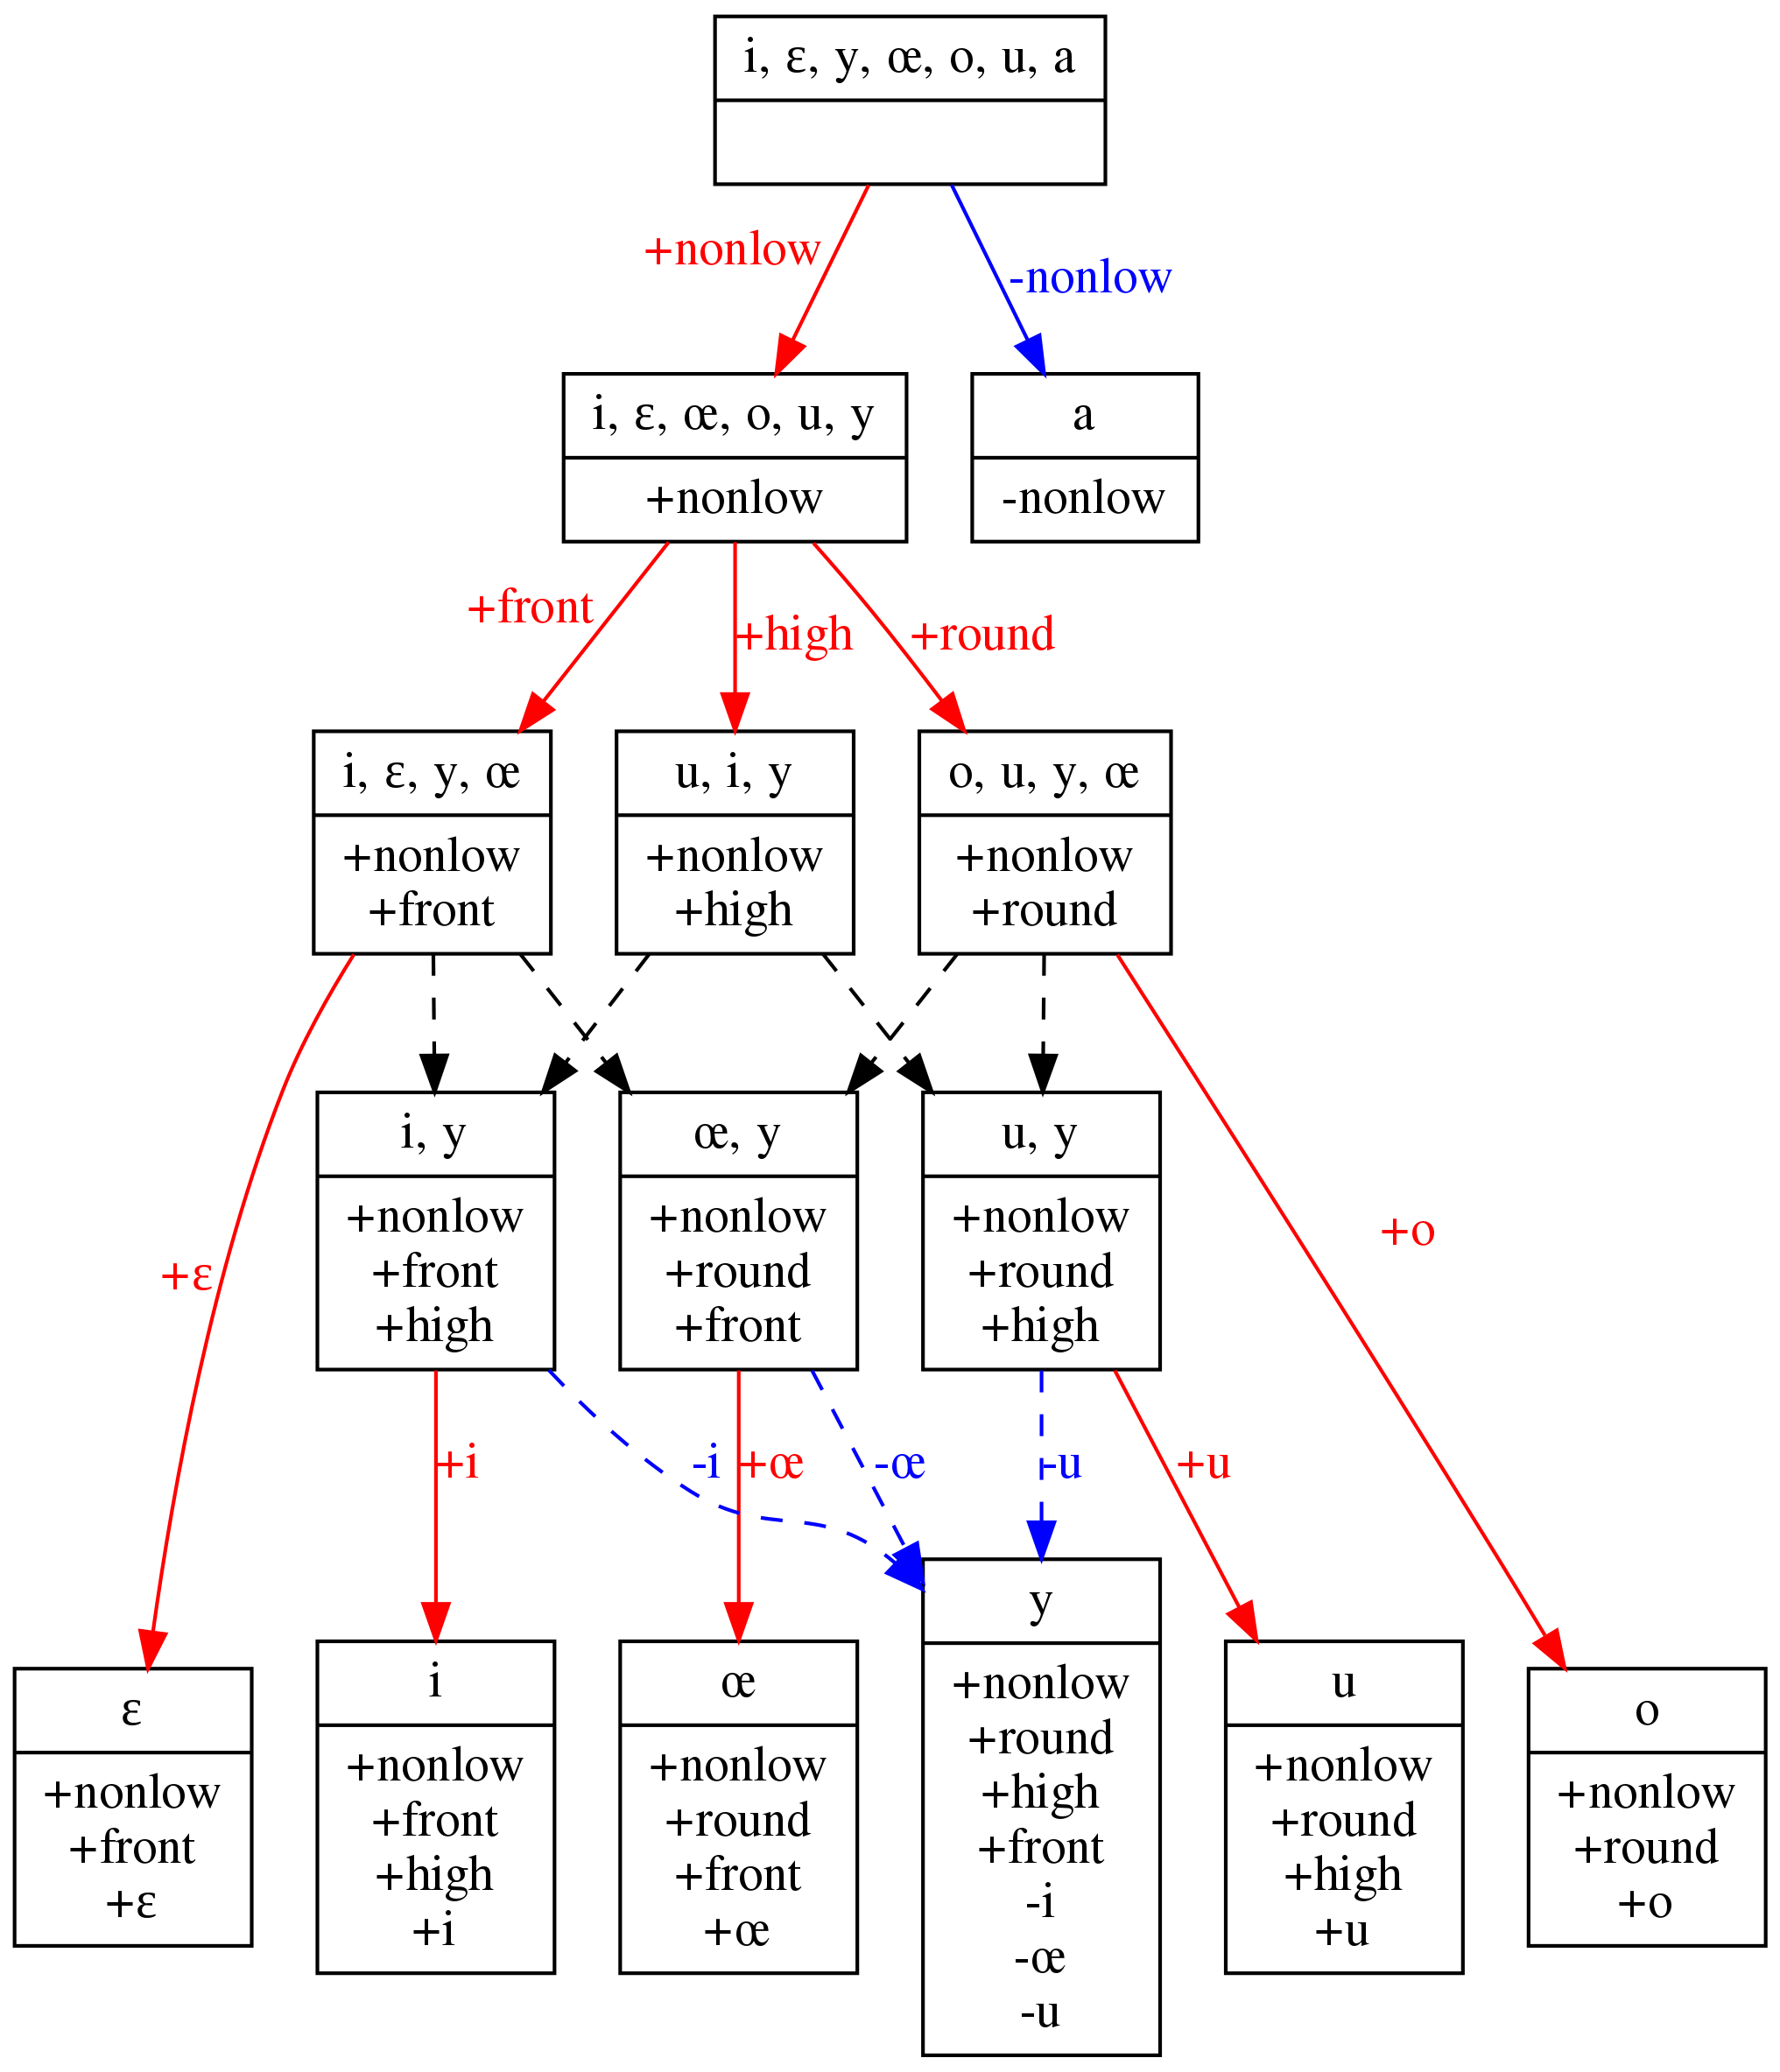 i, ɛ, y, œ, o, u, a
+nonlow
-nonlow
i, ɛ, œ, o, u, y
+nonlow
a
-nonlow
+front
+high
+round
i, ɛ, y, œ
+nonlow
+front
u, i, y
+nonlow
+high
o, u, y, œ
+nonlow
+round
i, y
+nonlow
+front
+high
œ, y
+nonlow
+round
+front
u, y
+nonlow
+round
+high
+ɛ
+o
+i
-i
+œ
-œ
-u
+u
ɛ
+nonlow
+front
+ɛ
i
+nonlow
+front
+high
+i
œ
+nonlow
+round
+front
+œ
y
+nonlow
+round
+high
+front
-i
-œ
-u
u
+nonlow
+round
+high
+u
o
+nonlow
+round
+o